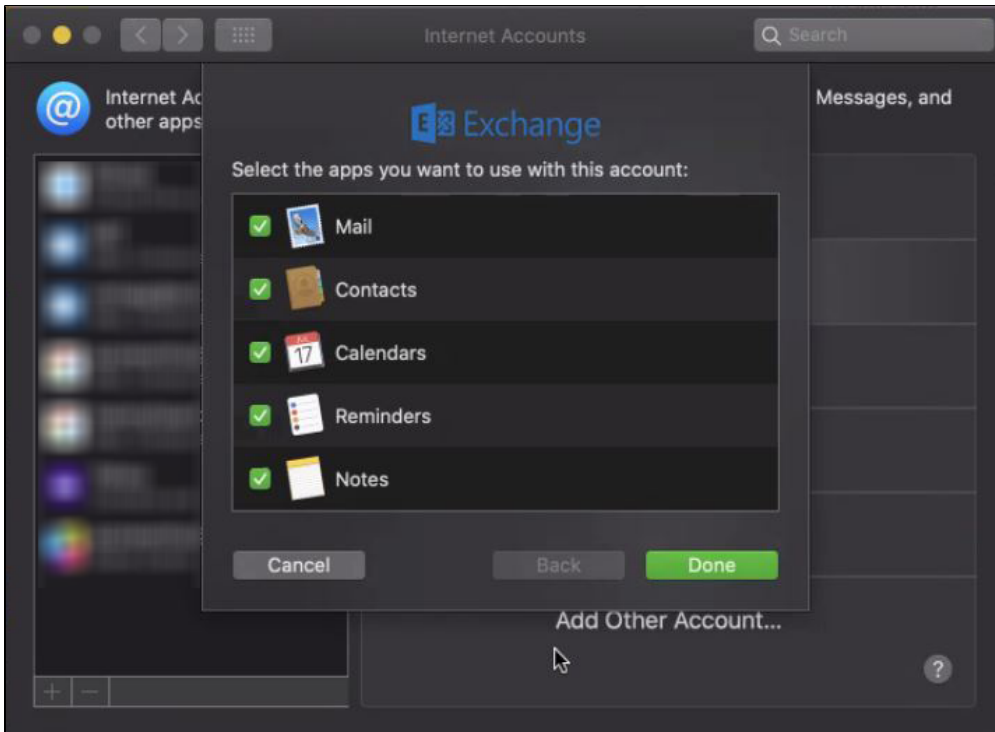 Internet Accounts
Search
Internet Ac
Messages, and
other apps
Exchange
Select the apps you want to use with this account:
Mail
Contacts
Calendars
Reminders
Notes
Cancel
Back
Done
Add Other Account...
?